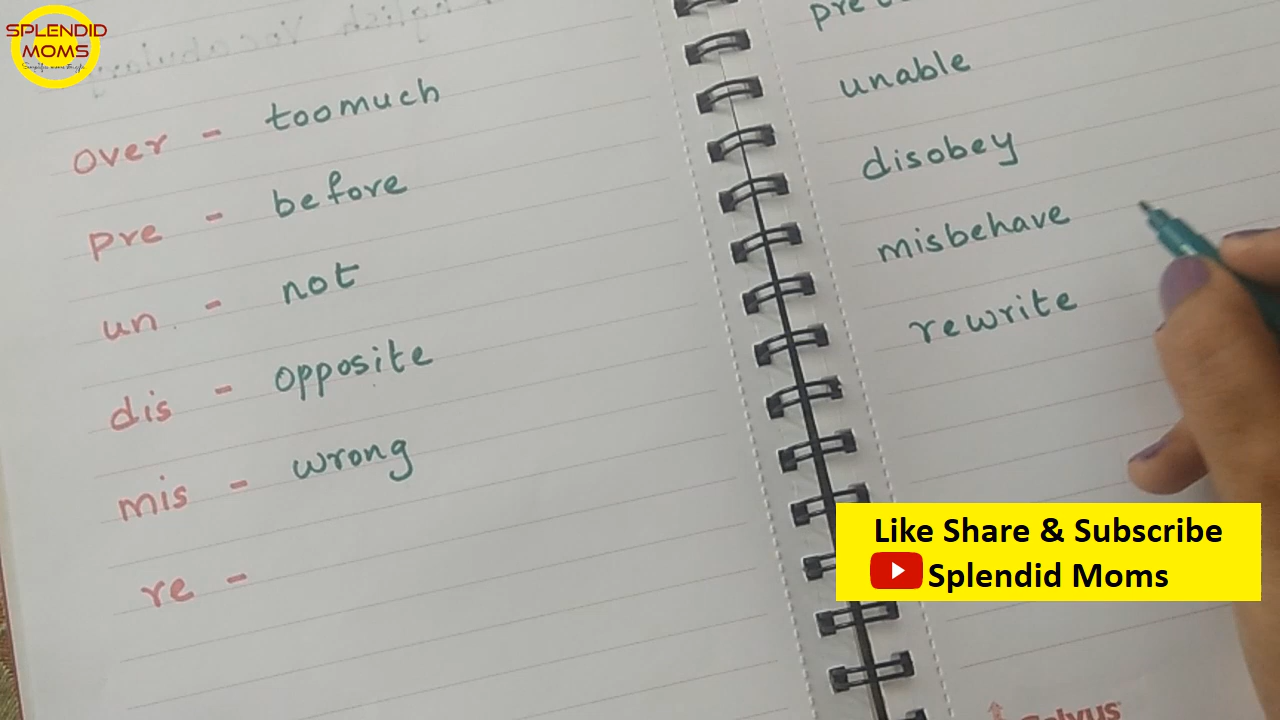 SPLENDID
MOMS
over - toomuch
pre - before
un - not
dis - opposite
mis - wrong
re -
unable
disobey
misbehave
rewrite
Like Share & Subscribe
Splendid Moms